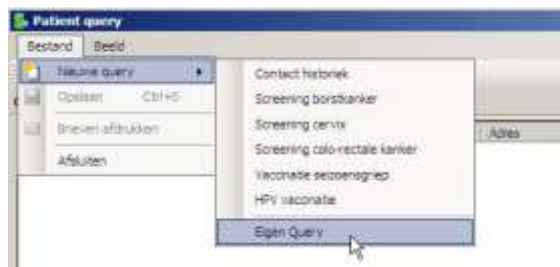 Patient query
Bestand Beeld
Nieuwe query
Opslaan Ctrl+S
Brieven afdrukken
Afsluiten
Contact historiek
Screening borstkanker
Screening cervix
Screening colo-rectale kanker
Vaccinatie seizoensgriep
HPV vaccinatie
Eigen Query
Adres